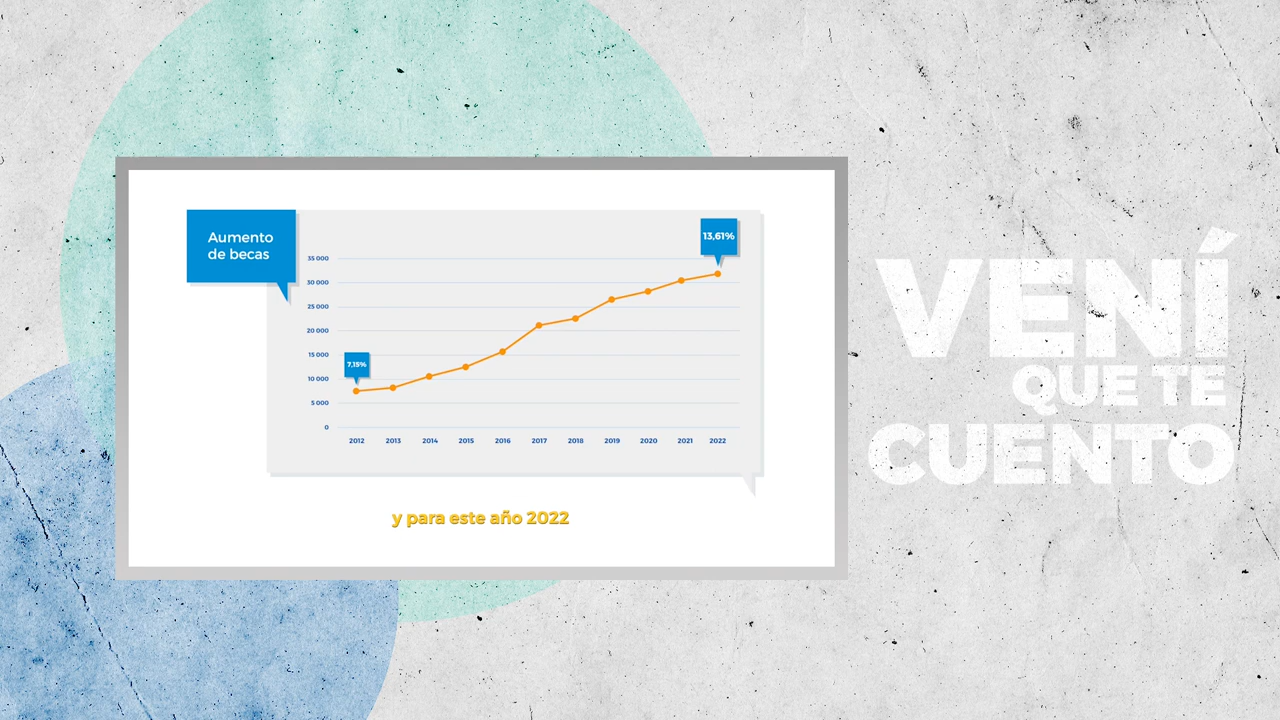 Aumento
de becas
13,61%
35 000
30 000
25 000
20 000
15 000
7,15%
10 000
5 000
0
2012 2013 2014 2015 2016 2017 2018 2019 2020 2021 2022
y para este año 2022
VENÍ
QUE TE
CUENTO